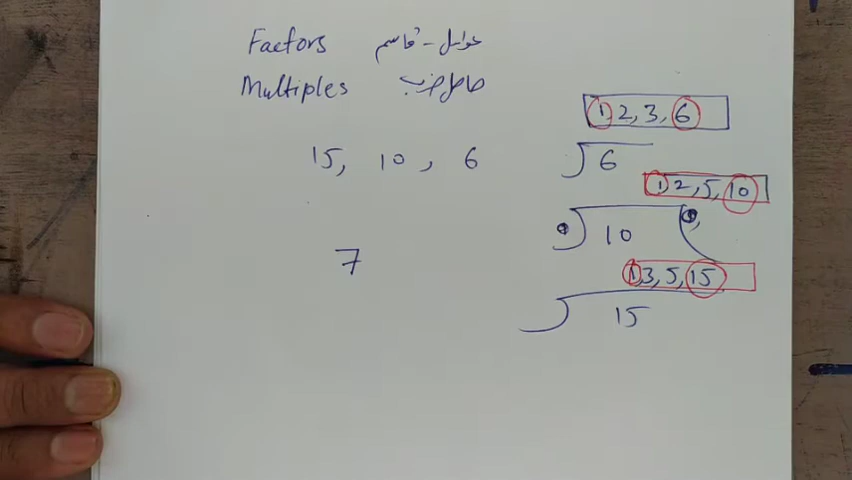 Factors عوامل - قاسم
Multiples حاصل ضرب
1 2, 3, 6
15, 10, 6
6
1 2, 5, 10
10
7
1 3, 5, 15
15